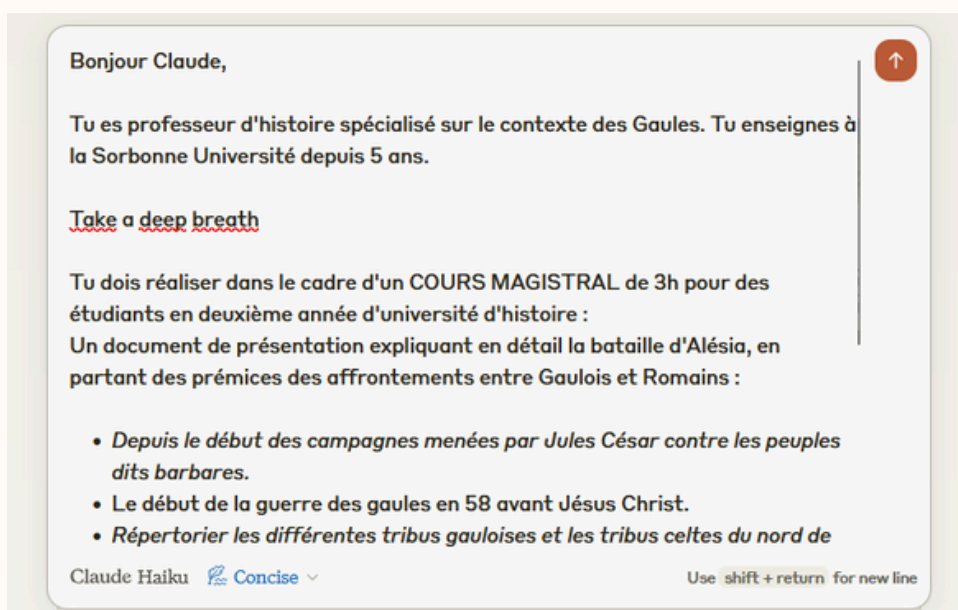 Bonjour Claude,
Tu es professeur d'histoire spécialisé sur le contexte des Gaules. Tu enseignes à
la Sorbonne Université depuis 5 ans.
Take a deep breath
Tu dois réaliser dans le cadre d'un COURS MAGISTRAL de 3h pour des
étudiants en deuxième année d'université d'histoire :
Un document de présentation expliquant en détail la bataille d'Alésia, en
partant des prémices des affrontements entre Gaulois et Romains :
• Depuis le début des campagnes menées par Jules César contre les peuples
dits barbares.
• Le début de la guerre des gaules en 58 avant Jésus Christ.
• Répertorier les différentes tribus gauloises et les tribus celtes du nord de
Claude Haiku Concise Use shift + return for new line